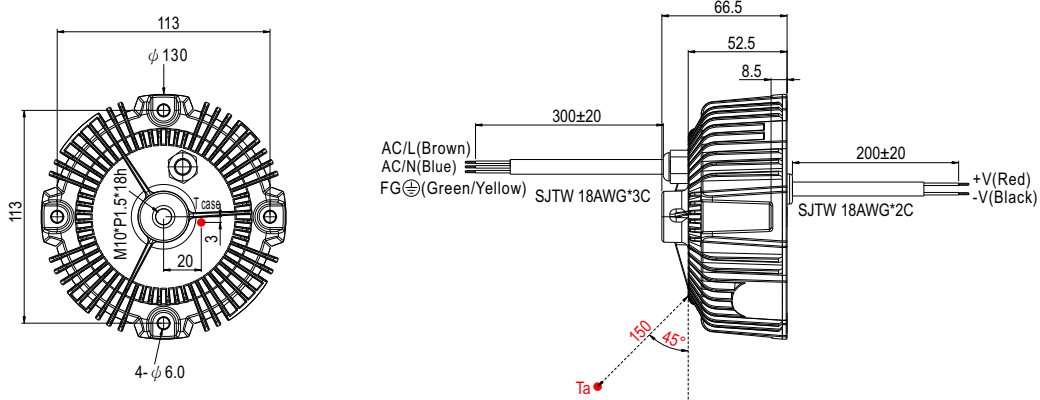 113
ϕ 130
113
M10*P1.5*18h
T case
3
20
4- ϕ 6.0
66.5
52.5
8.5
300±20
AC/L(Brown)
AC/N(Blue)
FG⏚(Green/Yellow)
SJTW 18AWG*3C
200±20
+V(Red)
-V(Black)
SJTW 18AWG*2C
150
45°
Ta